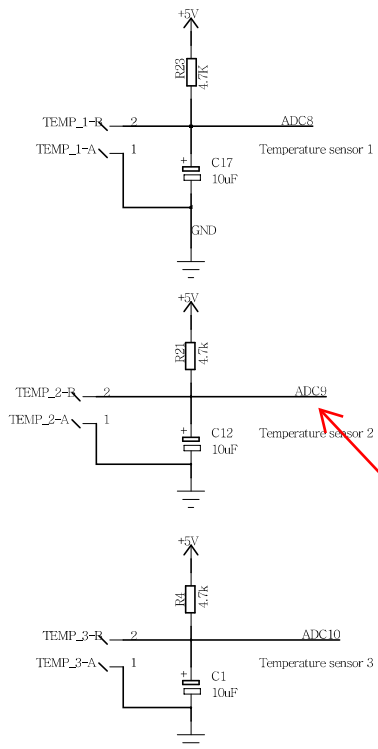 +5V
R23
4.7K
TEMP_1-B 2 ADC8
TEMP_1-A 1
+ C17 Temperature sensor 1
10uF
GND
+5V
R21
4.7k
TEMP_2-B 2 ADC9
TEMP_2-A 1
+ C12 Temperature sensor 2
10uF
+5V
R4
4.7k
TEMP_3-B 2 ADC10
TEMP_3-A 1
+ C1 Temperature sensor 3
10uF